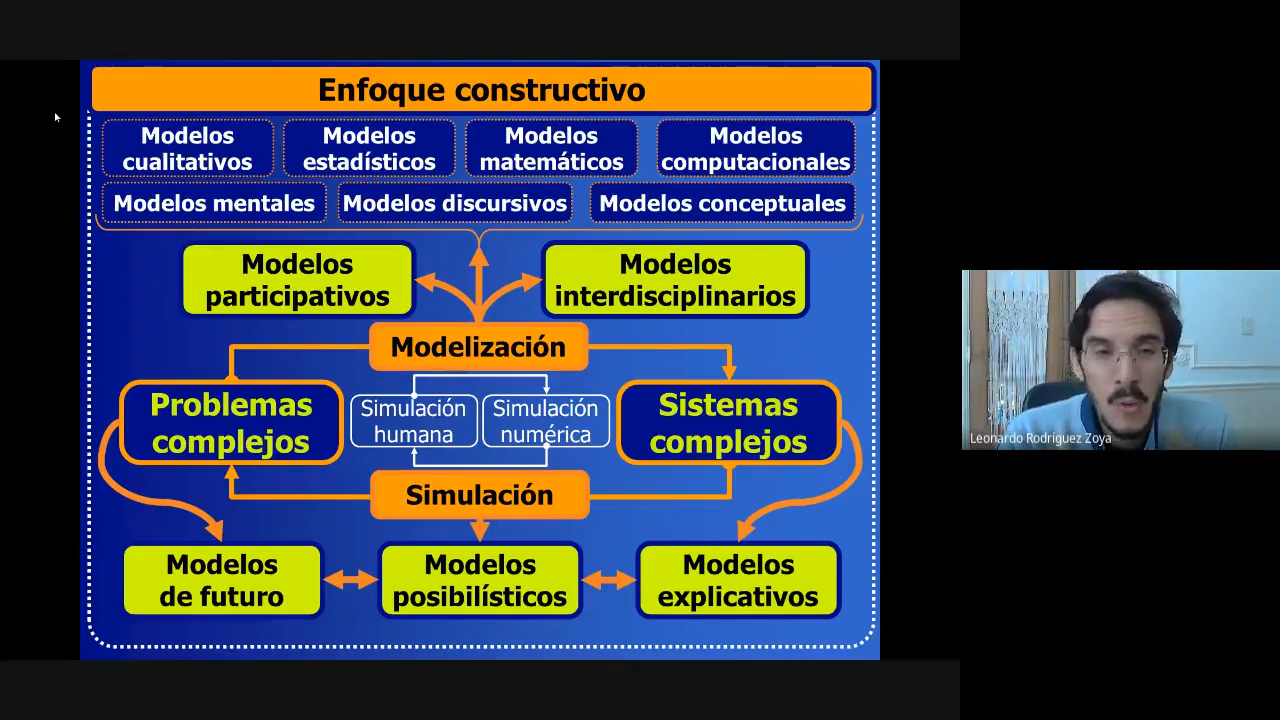 Enfoque constructivo
Modelos
cualitativos
Modelos
estadísticos
Modelos
matemáticos
Modelos
computacionales
Modelos mentales
Modelos discursivos
Modelos conceptuales
Modelos
participativos
Modelos
interdisciplinarios
Modelización
Problemas
complejos
Simulación
humana
Simulación
numérica
Sistemas
complejos
Simulación
Modelos
de futuro
Modelos
posibilísticos
Modelos
explicativos
Leonardo Rodríguez Zoya